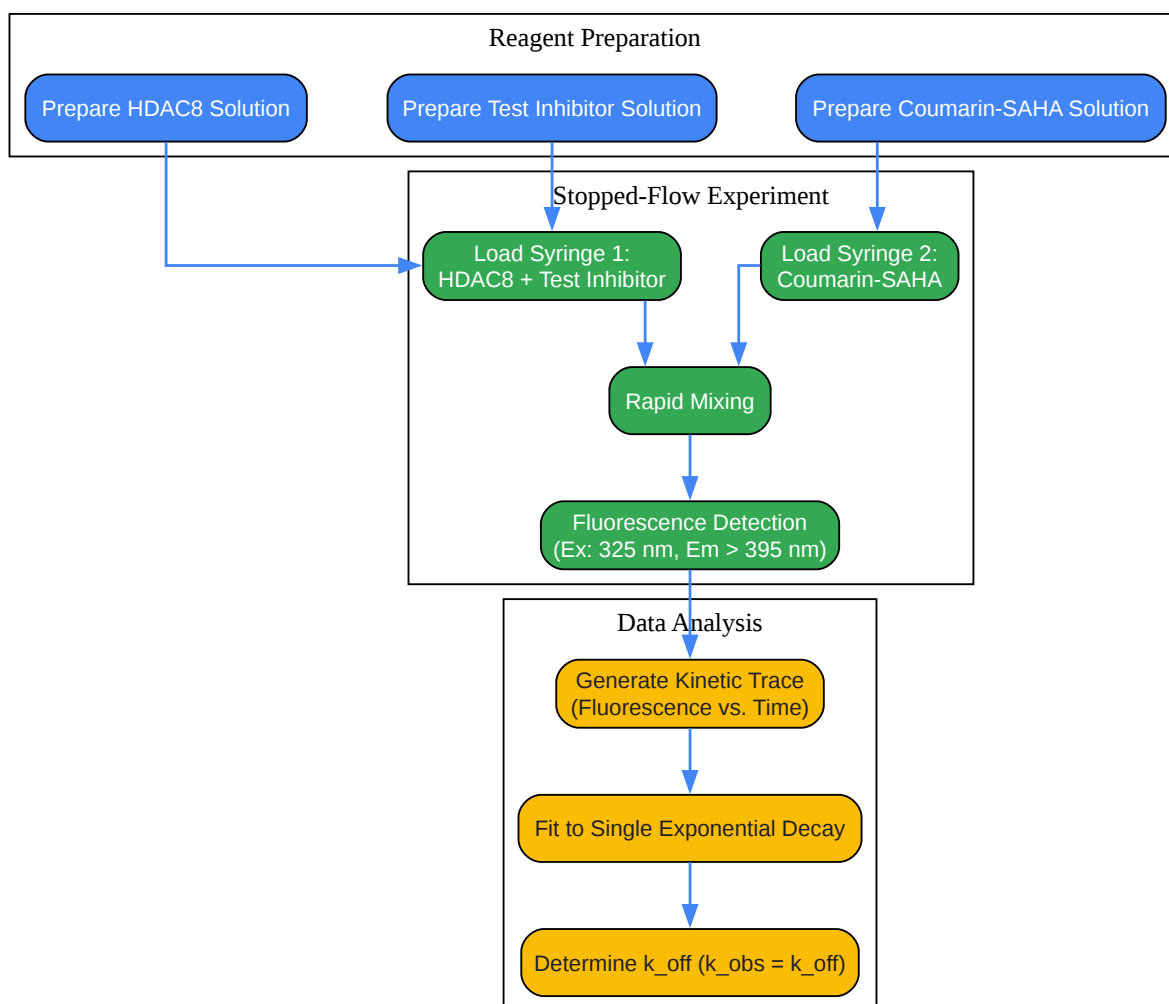 Reagent Preparation
Prepare HDAC8 Solution
Prepare Test Inhibitor Solution
Prepare Coumarin-SAHA Solution
Stopped-Flow Experiment
Load Syringe 1:
HDAC8 + Test Inhibitor
Load Syringe 2:
Coumarin-SAHA
Rapid Mixing
Fluorescence Detection
(Ex: 325 nm, Em > 395 nm)
Data Analysis
Generate Kinetic Trace
(Fluorescence vs. Time)
Fit to Single Exponential Decay
Determine k_off (k_obs = k_off)